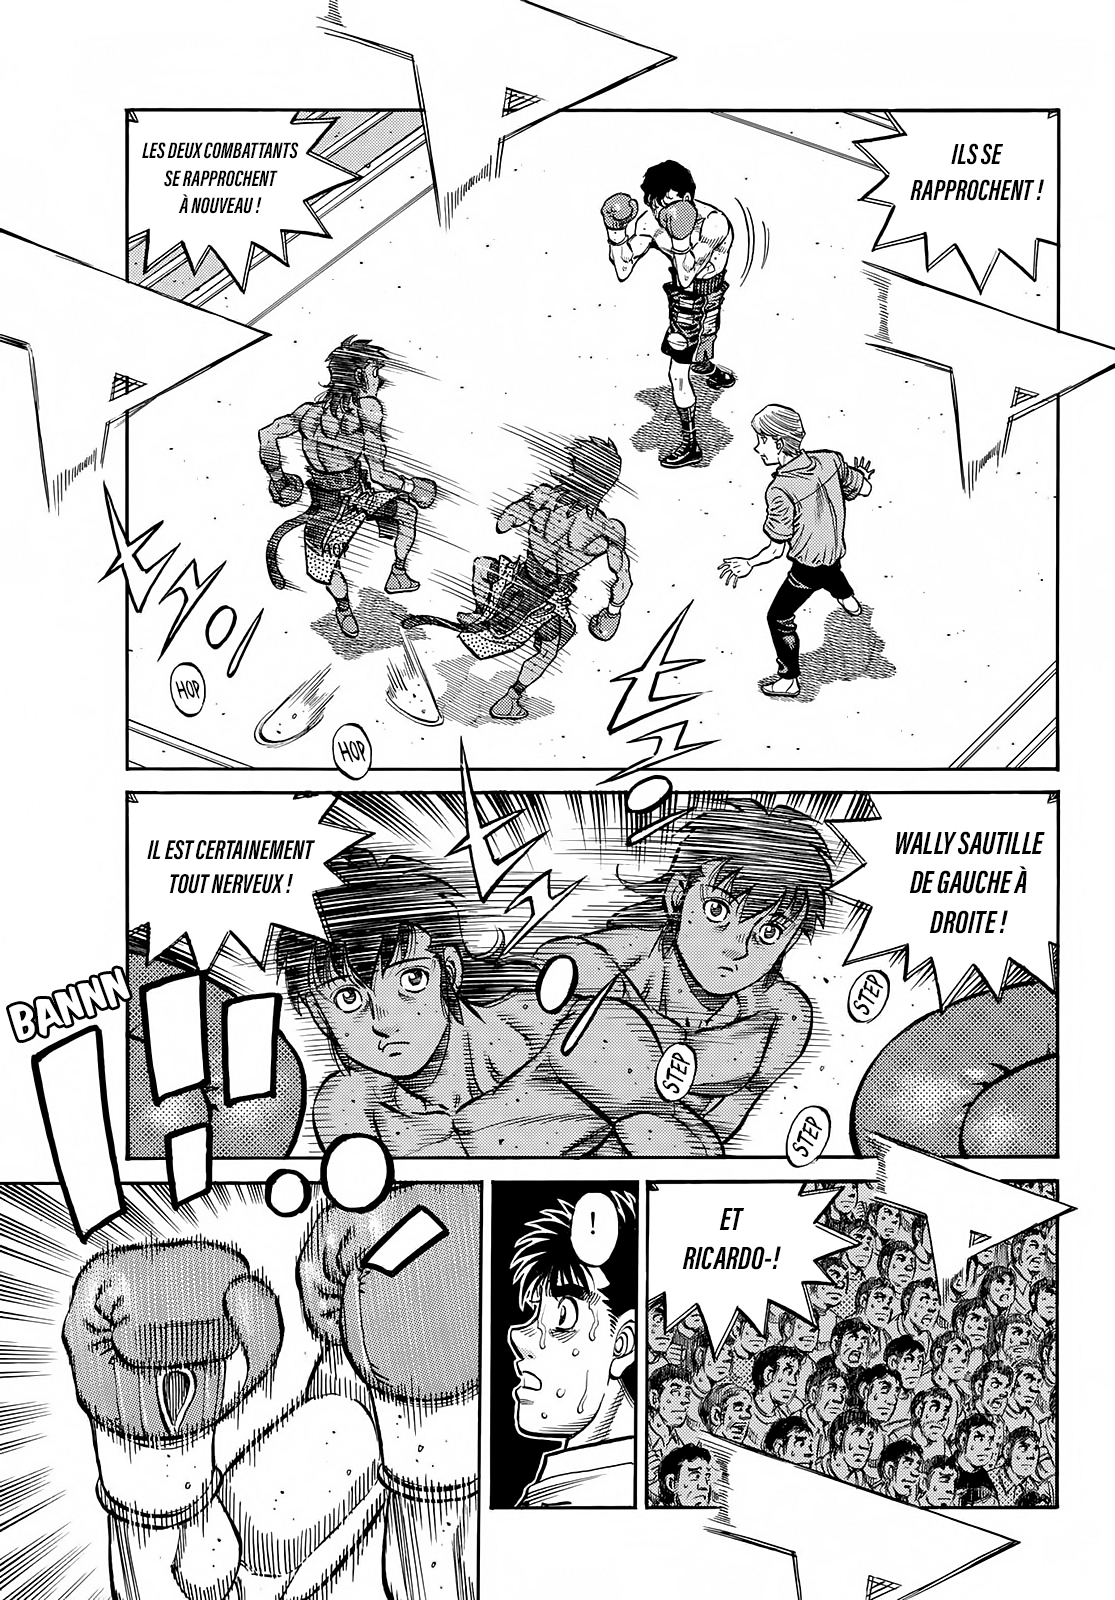 ILS SE
RAPPROCHENT !
LES DEUX COMBATTANTS
SE RAPPROCHENT
À NOUVEAU !
HOP
HOP
HOP
WALLY SAUTILLE
DE GAUCHE À
DROITE !
IL EST CERTAINEMENT
TOUT NERVEUX !
STEP
STEP
STEP
ET
RICARDO-!
!
BANNN